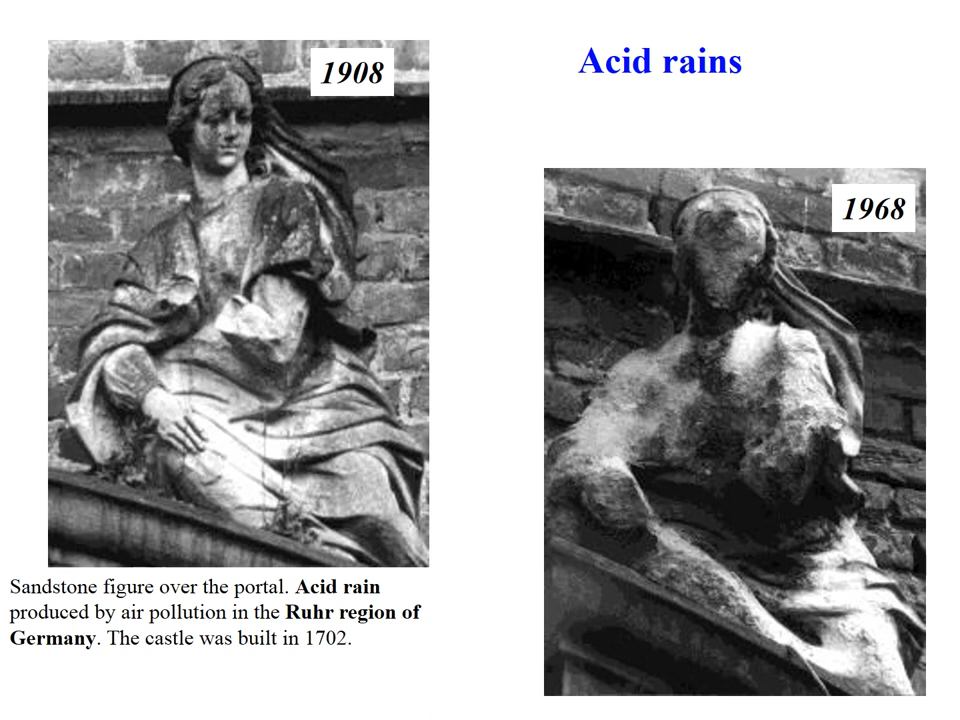 1908
Acid rains
1968
Sandstone figure over the portal. Acid rain
produced by air pollution in the Ruhr region of
Germany. The castle was built in 1702.